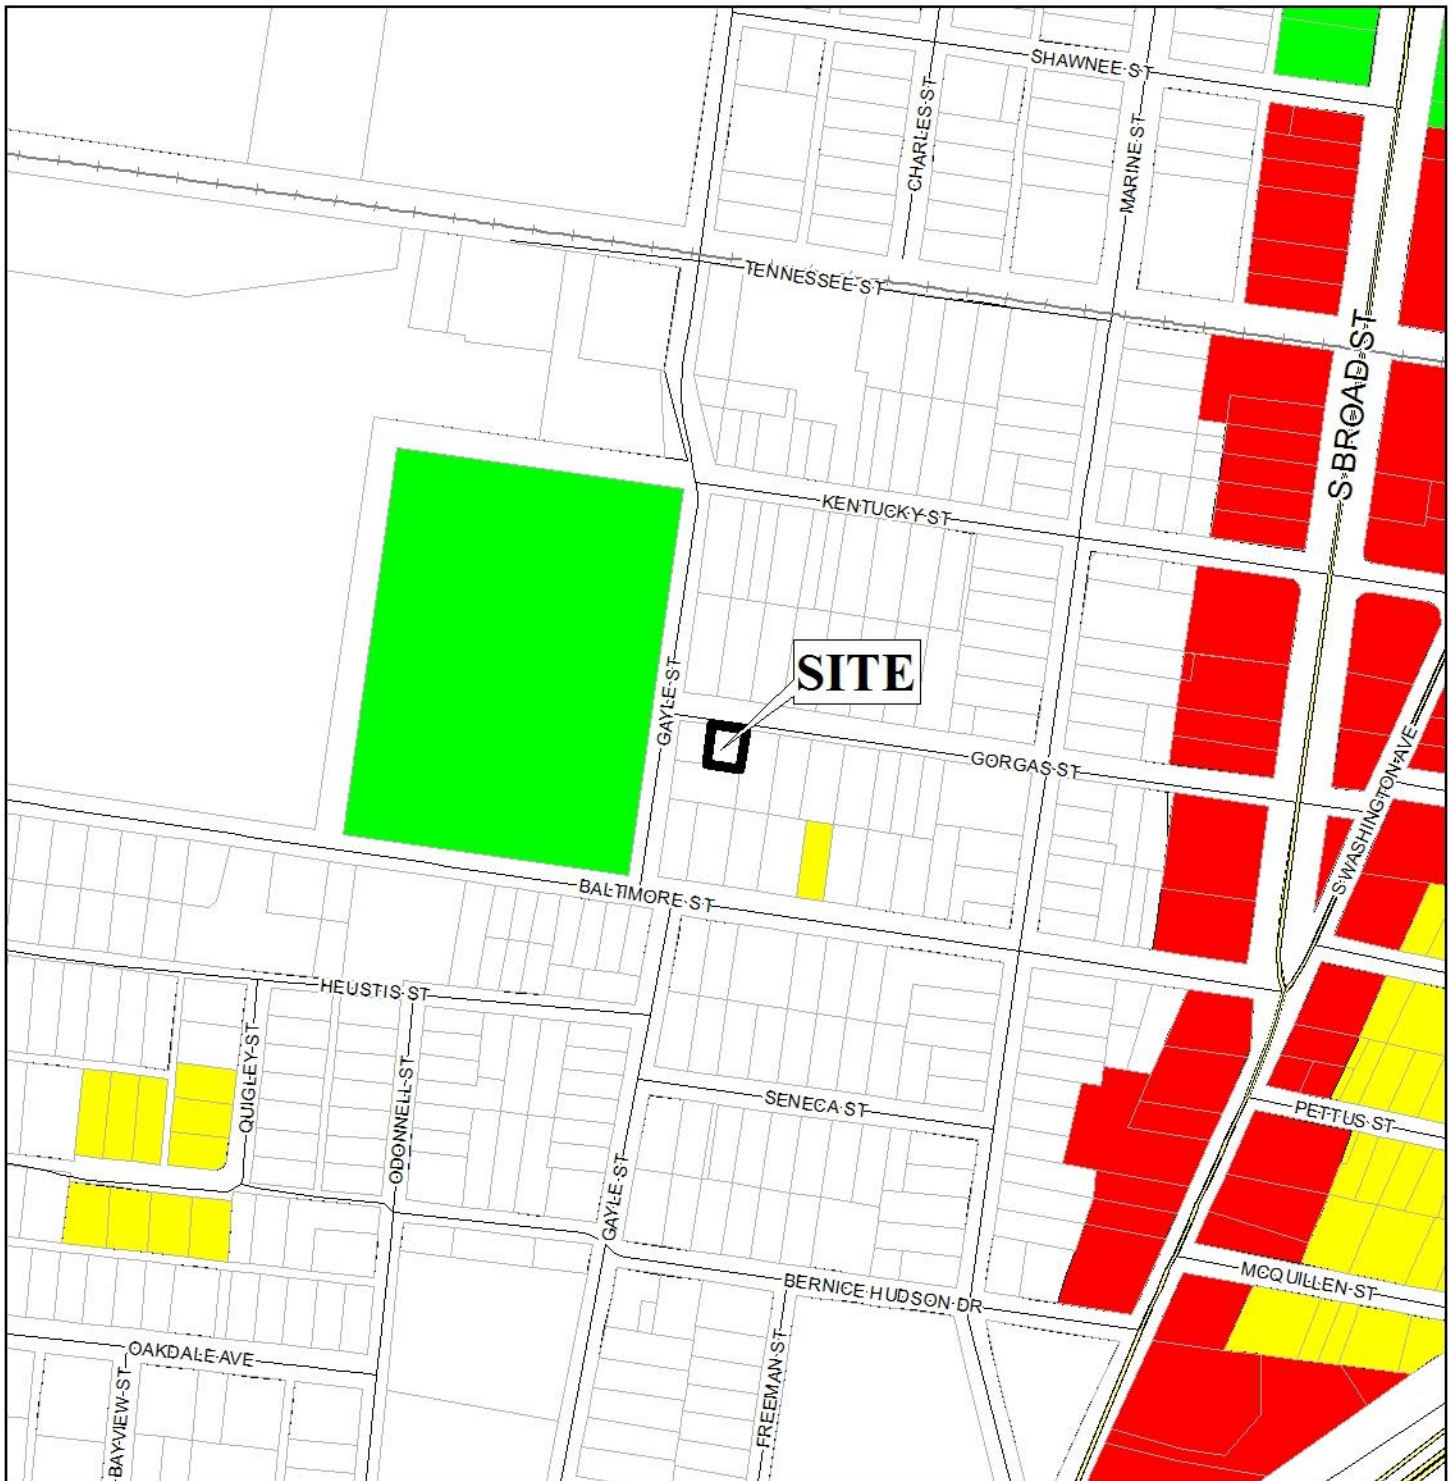 SHAWNEE ST
CHARLES ST
MARINE ST
TENNESSEE ST
S BROAD ST
KENTUCKY ST
SITE
GAYLE ST
GORGAS ST
S WASHINGTON AVE
BALTIMORE ST
HEUSTIS ST
QUIGLEY ST
ODONNELL ST
SENECA ST
PETTUS ST
GAYLE ST
MCQUILLEN ST
BERNICE HUDSON DR
OAKDALE AVE
FREEMAN ST
BAY VIEW ST